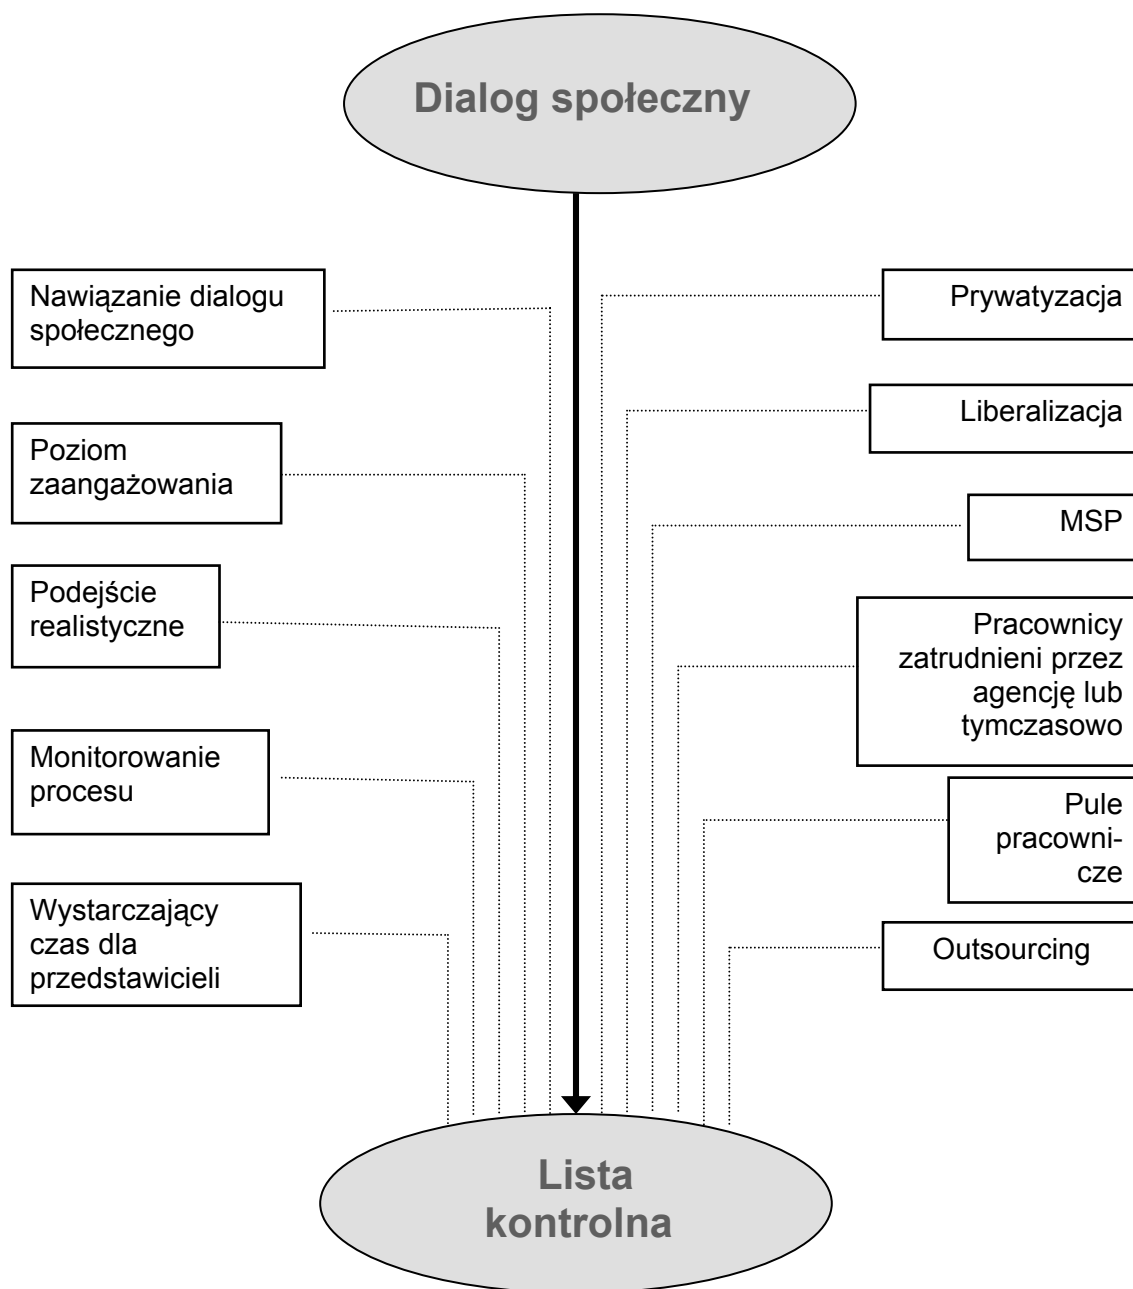 Dialog społeczny
Nawiązanie dialogu
społecznego
Poziom
zaangażowania
Podejście
realistyczne
Monitorowanie
procesu
Wystarczający
czas dla
przedstawicieli
Prywatyzacja
Liberalizacja
MSP
Pracownicy
zatrudnieni przez
agencję lub
tymczasowo
Pule
pracowni-
cze
Outsourcing
Lista
kontrolna